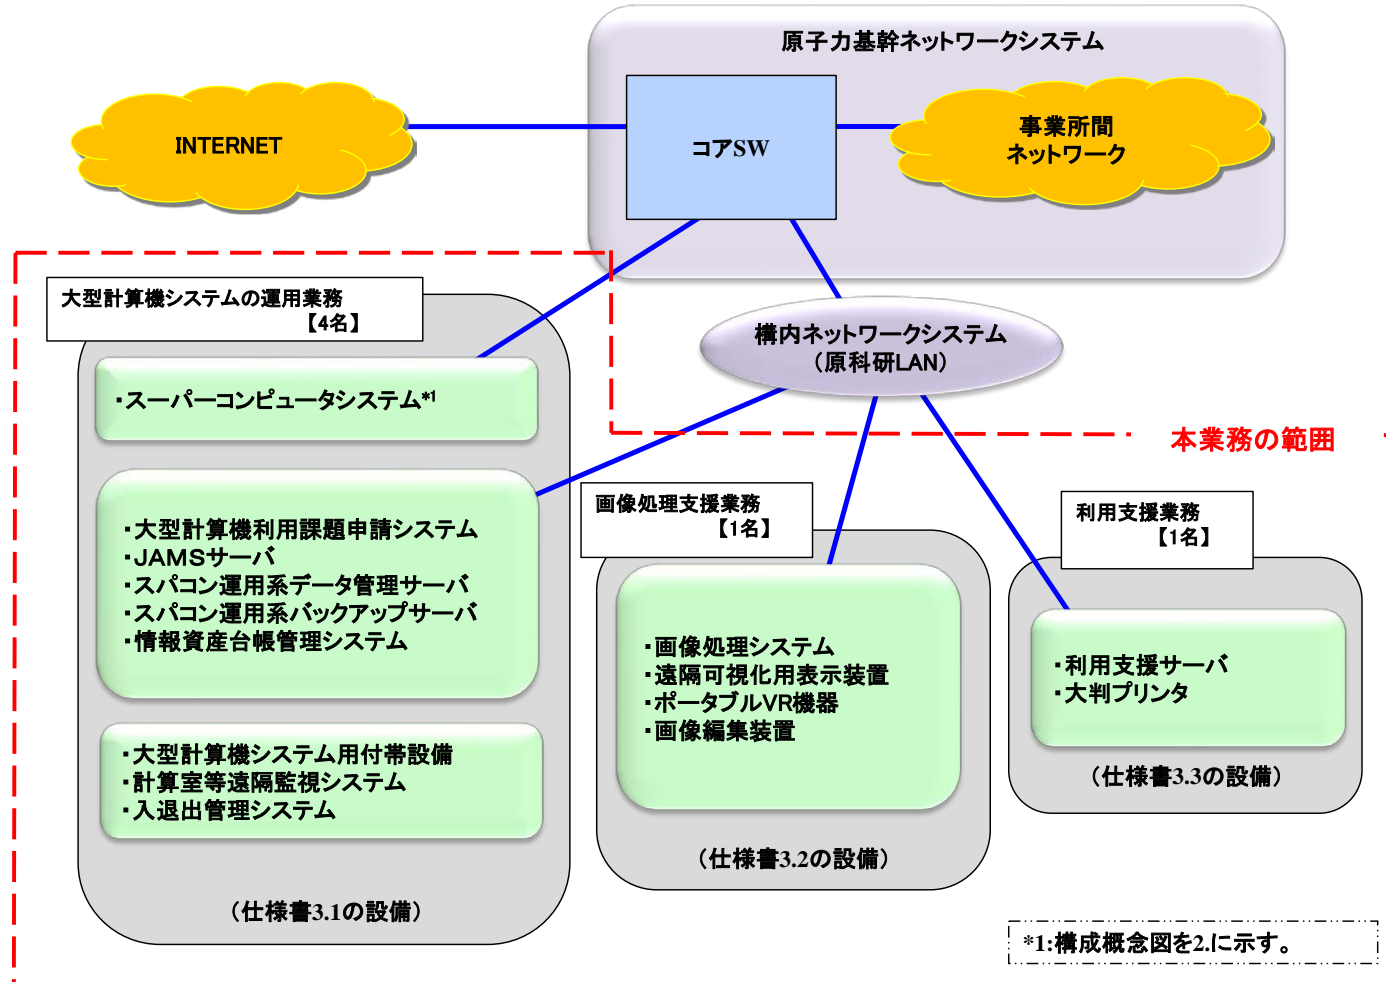 原子力基幹ネットワークシステム
INTERNET
コアSW
事業所間
ネットワーク
大型計算機システムの運用業務
【4名】
構内ネットワークシステム
（原科研LAN）
・スーパーコンピュータシステム*1
本業務の範囲
・大型計算機利用課題申請システム
・JAMSサーバ
・スパコン運用系データ管理サーバ
・スパコン運用系バックアップサーバ
・情報資産台帳管理システム
画像処理支援業務
【1名】
利用支援業務
【1名】
・画像処理システム
・遠隔可視化用表示装置
・ポータブルVR機器
・画像編集装置
・利用支援サーバ
・大判プリンタ
・大型計算機システム用付帯設備
・計算室等遠隔監視システム
・入退出管理システム
（仕様書3.3の設備）
（仕様書3.2の設備）
（仕様書3.1の設備）
*1:構成概念図を2.に示す。